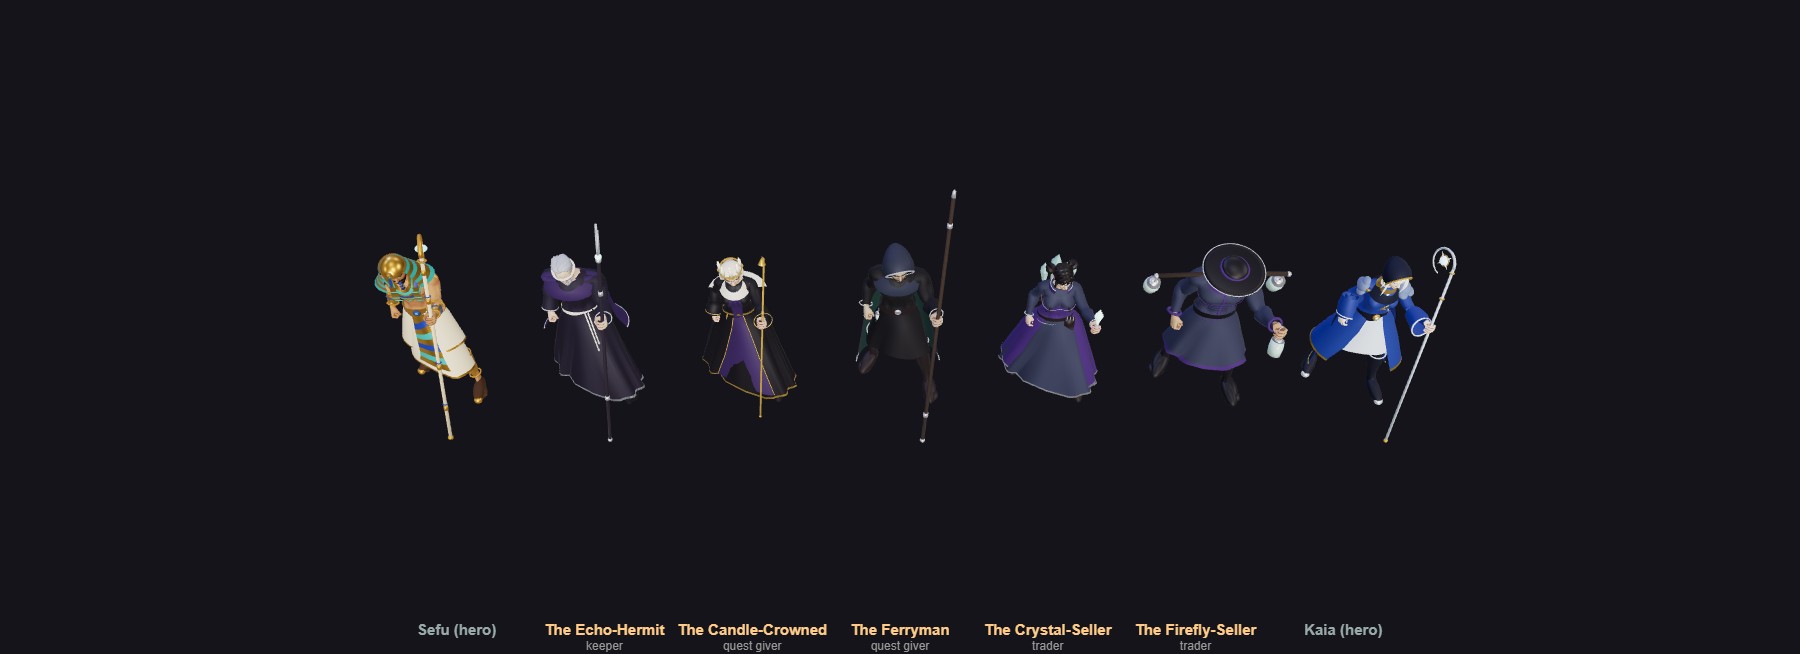 Sefu (hero)
The Echo-Hermit
keeper
The Candle-Crowned
quest giver
The Ferryman
quest giver
The Crystal-Seller
trader
The Firefly-Seller
trader
Kaia (hero)